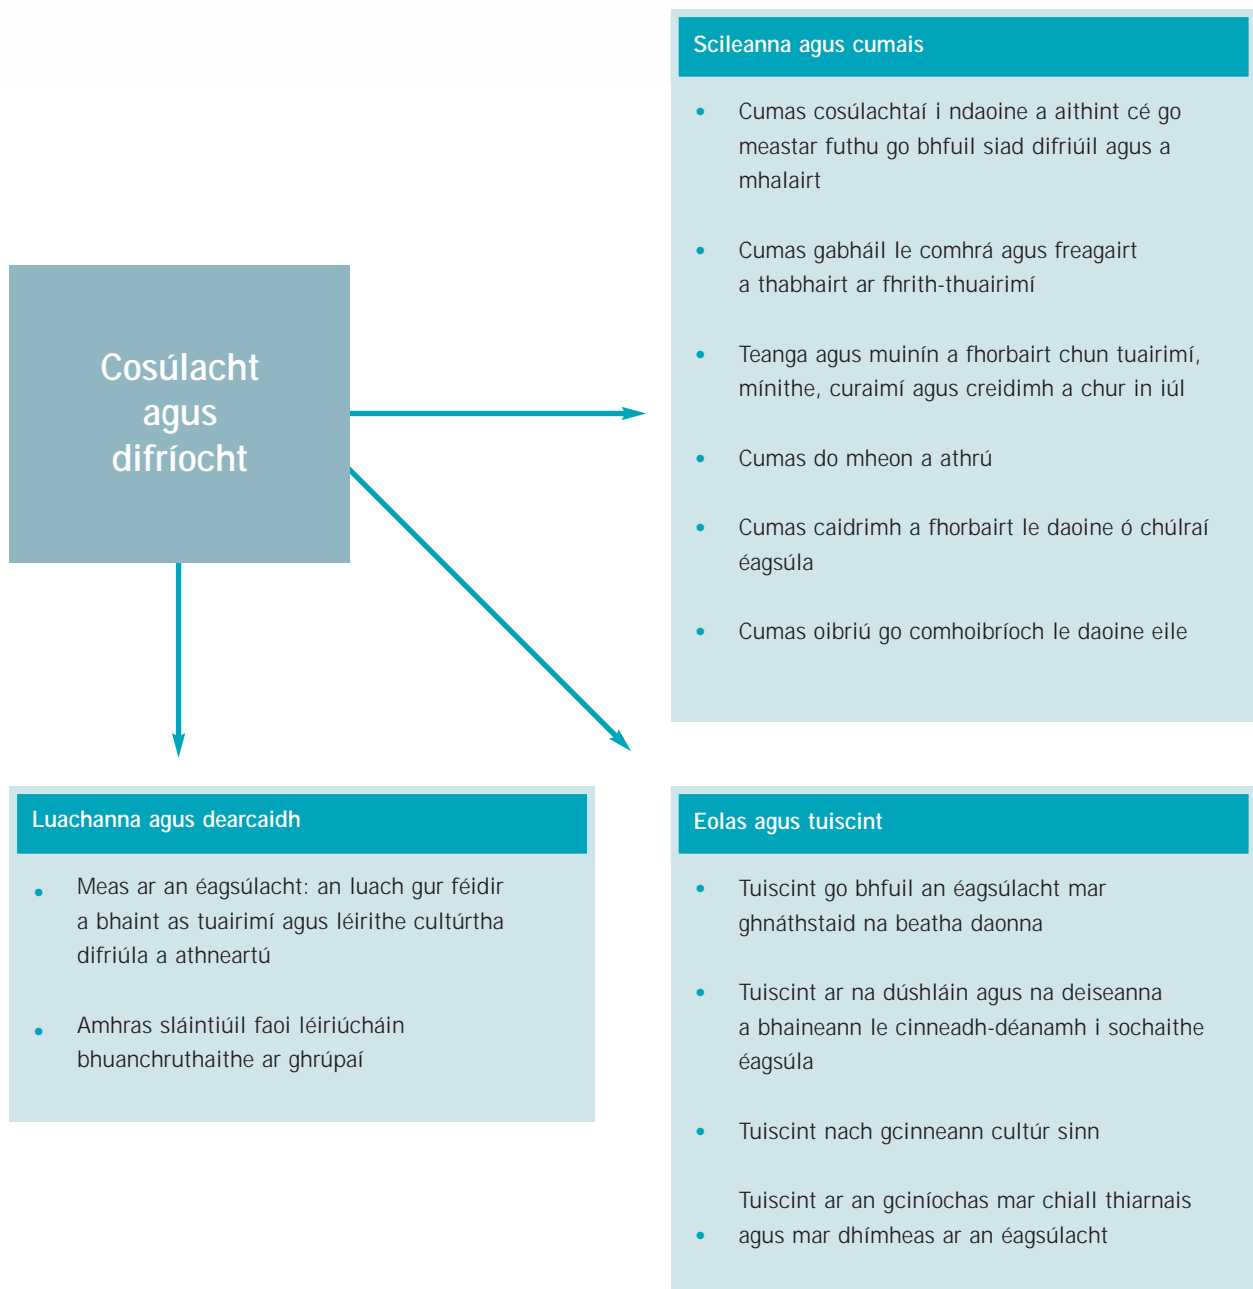 Scileanna agus cumais
• Cumas cosúlachtaí i ndaoine a aithint cé go
meastar futhu go bhfuil siad difriúil agus a
mhalairt
• Cumas gabháil le comhrá agus freagairt
a thabhairt ar fhrith-thuairimí
• Teanga agus muinín a fhorbairt chun tuairimí,
mínithe, curaimí agus creidimh a chur in iúl
• Cumas do mheon a athrú
• Cumas caidrimh a fhorbairt le daoine ó chúlraí
éagsúla
• Cumas oibriú go comhoibríoch le daoine eile
Cosúlacht
agus
difríocht
Luachanna agus dearcaidh
• Meas ar an éagsúlacht: an luach gur féidir
a bhaint as tuairimí agus léirithe cultúrtha
difriúla a athneartú
• Amhras sláintiúil faoi léiriúcháin
bhuanchruthaithe ar ghrúpaí
Eolas agus tuiscint
• Tuiscint go bhfuil an éagsúlacht mar
ghnáthstaid na beatha daonna
• Tuiscint ar na dúshláin agus na deiseanna
a bhaineann le cinneadh-déanamh i sochaithe
éagsúla
• Tuiscint nach gcinneann cultúr sinn
Tuiscint ar an gciníochas mar chiall thiarnais
• agus mar dhímheas ar an éagsúlacht